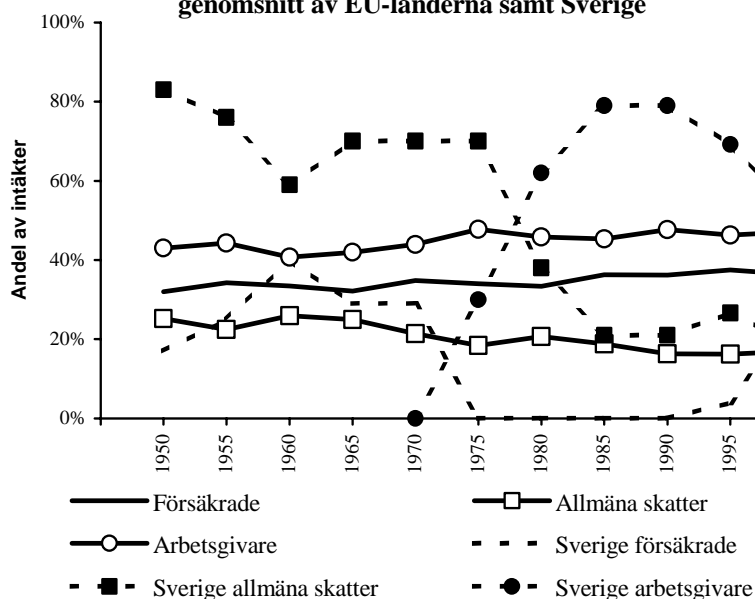 genomsnitt av EU-länderna samt Sverige
100%
80%
60%
40%
20%
0%
Andel av intäkter
1950
1955
1960
1965
1970
1975
1980
1985
1990
1995
Försäkrade
Allmäna skatter
Arbetsgivare
Sverige försäkrade
Sverige allmäna skatter
Sverige arbetsgivare